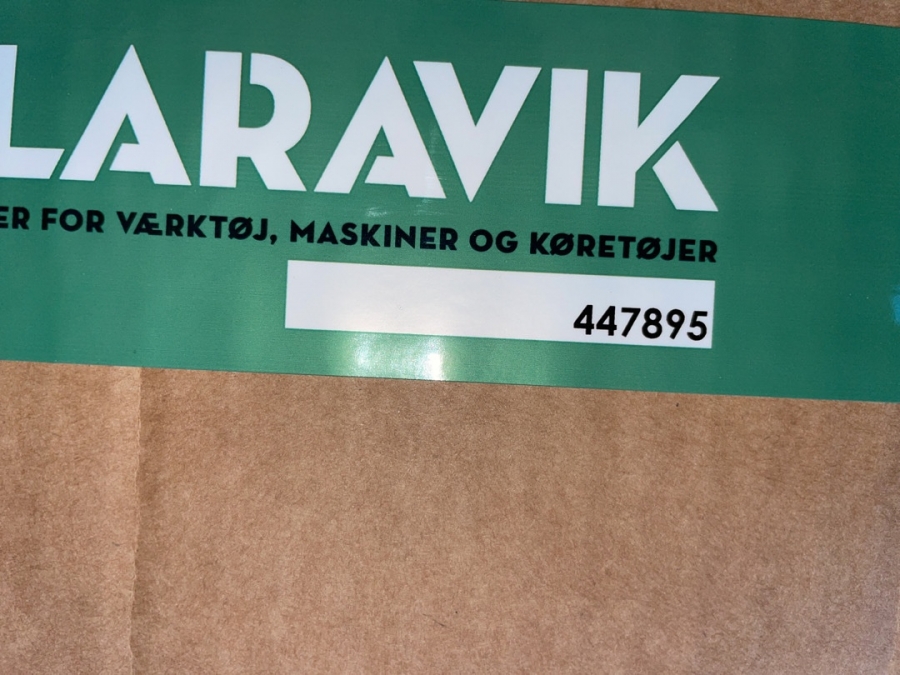 LARAVIK
ER FOR VÆRKTØJ, MASKINER OG KØRETØJER
447895